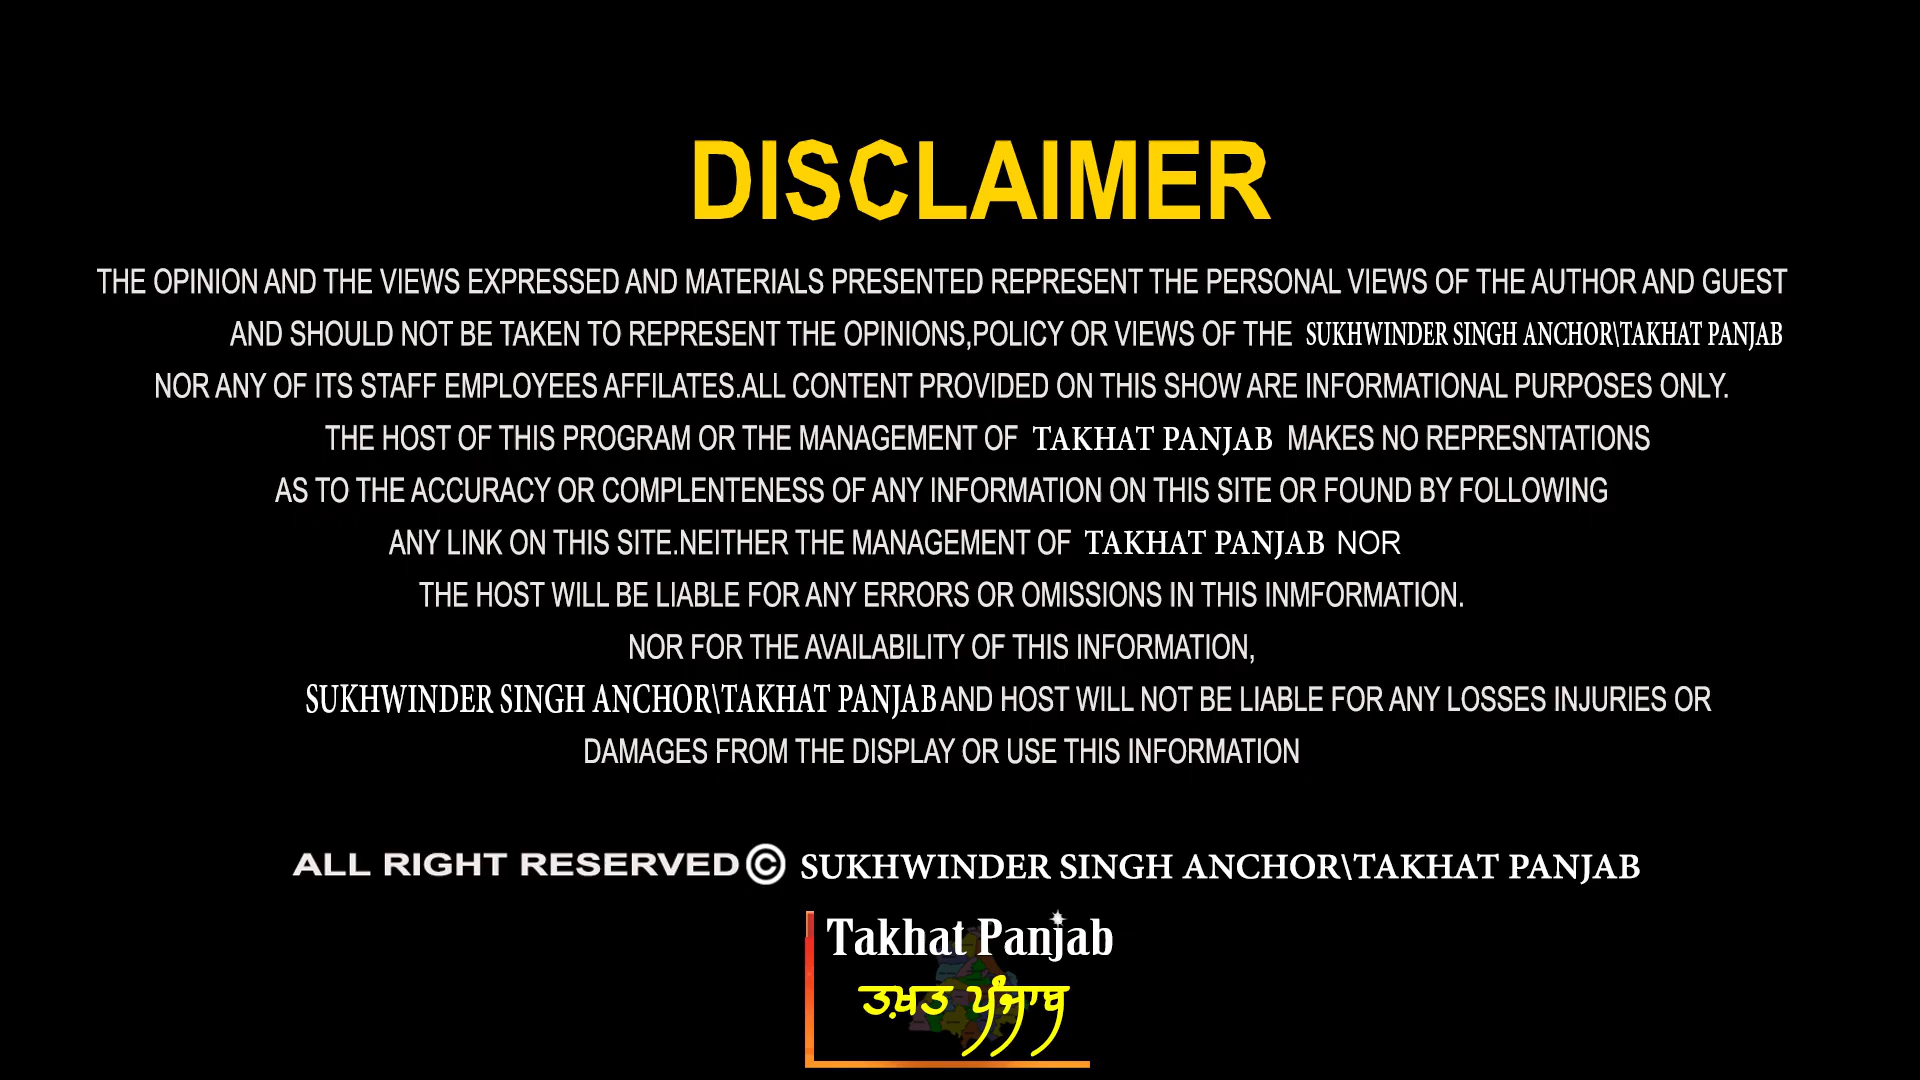 DISCLAIMER
THE OPINION AND THE VIEWS EXPRESSED AND MATERIALS PRESENTED REPRESENT THE PERSONAL VIEWS OF THE AUTHOR AND GUEST
AND SHOULD NOT BE TAKEN TO REPRESENT THE OPINIONS,POLICY OR VIEWS OF THE SUKHWINDER SINGH ANCHOR\TAKHAT PANJAB
NOR ANY OF ITS STAFF EMPLOYEES AFFILATES.ALL CONTENT PROVIDED ON THIS SHOW ARE INFORMATIONAL PURPOSES ONLY.
THE HOST OF THIS PROGRAM OR THE MANAGEMENT OF TAKHAT PANJAB MAKES NO REPRESNTATIONS
AS TO THE ACCURACY OR COMPLENTENESS OF ANY INFORMATION ON THIS SITE OR FOUND BY FOLLOWING
ANY LINK ON THIS SITE.NEITHER THE MANAGEMENT OF TAKHAT PANJAB NOR
THE HOST WILL BE LIABLE FOR ANY ERRORS OR OMISSIONS IN THIS INMFORMATION.
NOR FOR THE AVAILABILITY OF THIS INFORMATION,
SUKHWINDER SINGH ANCHOR\TAKHAT PANJAB AND HOST WILL NOT BE LIABLE FOR ANY LOSSES INJURIES OR
DAMAGES FROM THE DISPLAY OR USE THIS INFORMATION
ALL RIGHT RESERVED © SUKHWINDER SINGH ANCHOR\TAKHAT PANJAB
Takhat Panjab
ਤਖ਼ਤ ਪੰਜਾਬ